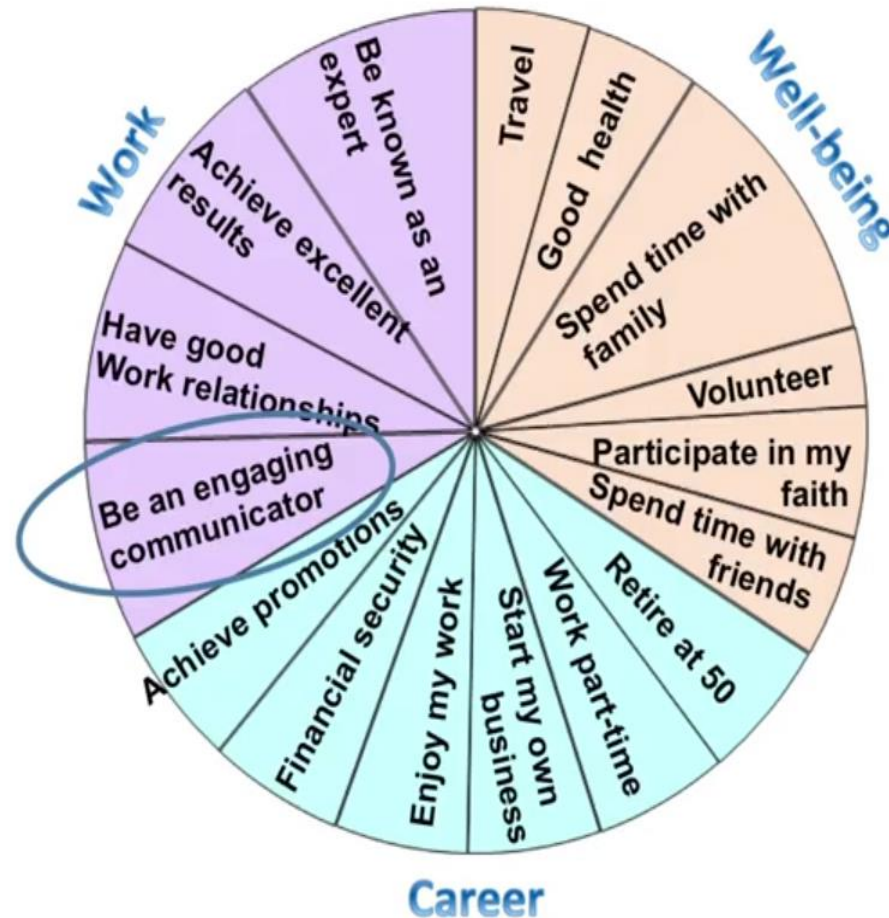 Work
Be known as an
expert
Achieve excellent
results
Have good
Work relationships
Be an engaging
communicator
Well-being
Travel
Good health
Spend time with
family
Volunteer
Participate in my
faith
Spend time with
friends
Achieve promotions
Financial security
Enjoy my work
Start my own
business
Work part-time
Retire at 50
Career